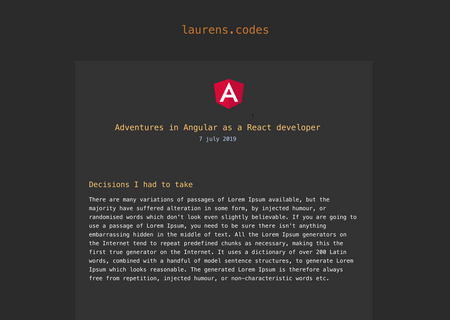 laurens.codes
A
Adventures in Angular as a React developer
7 july 2019
Decisions I had to take
There are many variations of passages of Lorem Ipsum available, but the
majority have suffered alteration in some form, by injected humour, or
randomised words which don't look even slightly believable. If you are going to
use a passage of Lorem Ipsum, you need to be sure there isn't anything
embarrassing hidden in the middle of text. All the Lorem Ipsum generators on
the Internet tend to repeat predefined chunks as necessary, making this the
first true generator on the Internet. It uses a dictionary of over 200 Latin
words, combined with a handful of model sentence structures, to generate Lorem
Ipsum which looks reasonable. The generated Lorem Ipsum is therefore always
free from repetition, injected humour, or non-characteristic words etc.